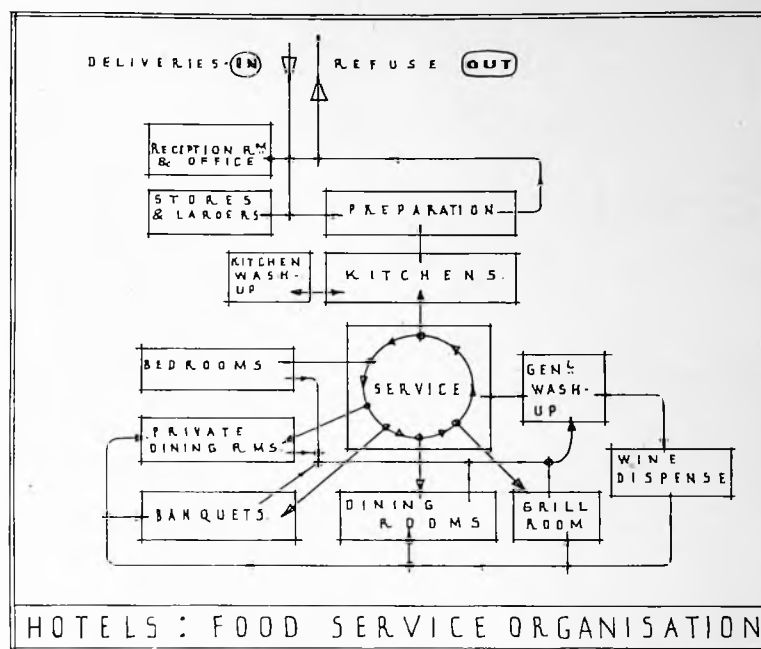 DELIVERIES-IN REFUSE OUT
RECEPTION RM
& OFFICE
STORES
& LARDERS
PREPARATION
KITCHEN
WASH-
UP
KITCHENS.
BEDROOMS
SERVICE
GENL
WASH-
UP
PRIVATE
DINING RMS.
WINE
DISPENSE
BANQUETS.
DINING
ROOMS
GRILL
ROOM
HOTELS: FOOD SERVICE ORGANISATION